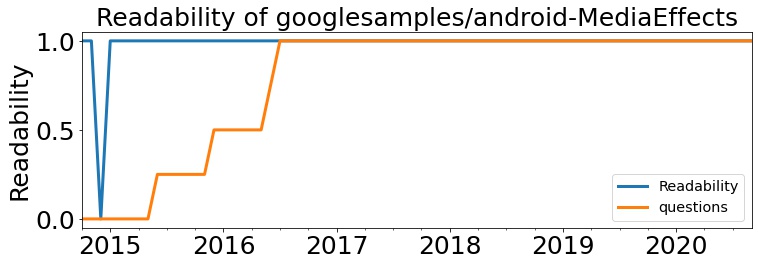 Readability of googlesamples/android-MediaEffects
Readability
1.0
0.5
0.0
Readability
questions
2015 2016 2017 2018 2019 2020